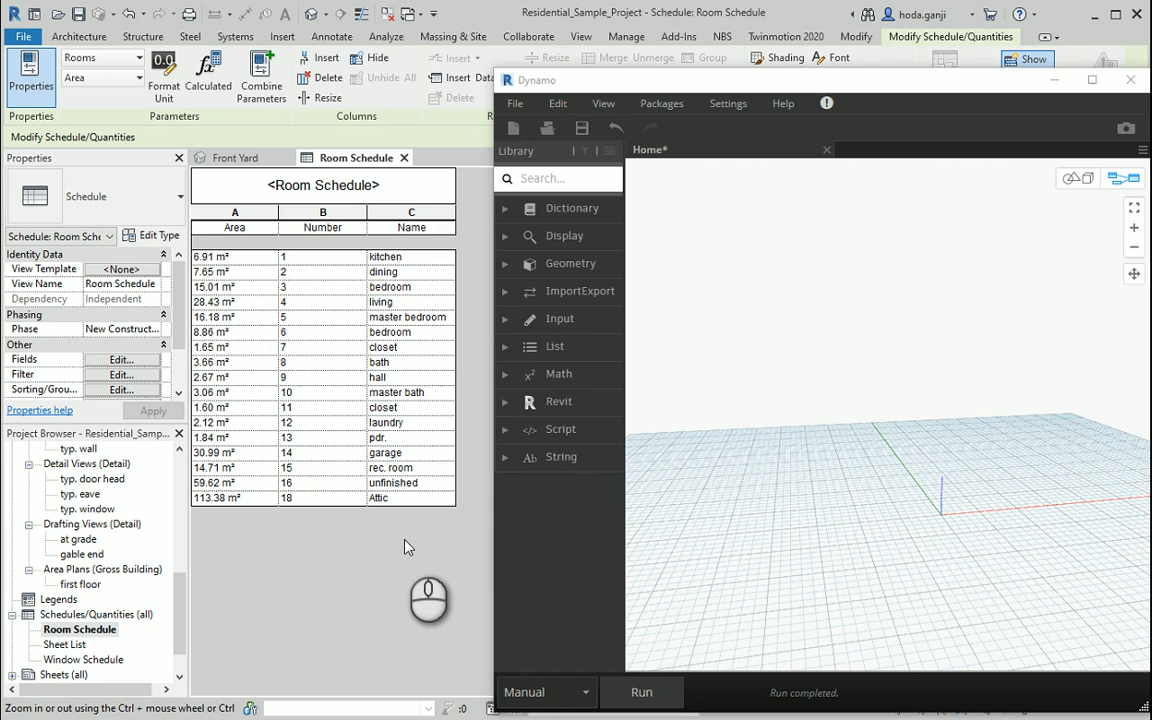 Residential_Sample_Project - Schedule: Room Schedule
hoda.ganji
File Architecture Structure Steel Systems Insert Annotate Analyze Massing & Site Collaborate View Manage Add-Ins NBS Twinmotion 2020 Modify Modify Schedule/Quantities
Properties
Rooms
Area
Format Unit
Calculated
Combine Parameters
Insert
Delete
Resize
Hide
Unhide All
Insert
Insert Data
Delete
Resize
Merge Unmerge
Group
Shading
Font
Show
Properties Parameters Columns
Modify Schedule/Quantities
Properties
Schedule
Schedule: Room Sche
Edit Type
Identity Data
View Template <None>
View Name Room Schedule
Dependency Independent
Phasing
Phase New Construct...
Other
Fields Edit...
Filter Edit...
Sorting/Grou... Edit...
Properties help
Apply
Project Browser - Residential_Samp...
typ. wall
Detail Views (Detail)
typ. door head
typ. eave
typ. window
Drafting Views (Detail)
at grade
gable end
Area Plans (Gross Building)
first floor
Legends
Schedules/Quantities (all)
Room Schedule
Sheet List
Window Schedule
Sheets (all)
Front Yard
Room Schedule
<Room Schedule>
A B C
Area Number Name
6.91 m² 1 kitchen
7.65 m² 2 dining
15.01 m² 3 bedroom
28.43 m² 4 living
16.18 m² 5 master bedroom
8.86 m² 6 bedroom
1.65 m² 7 closet
3.66 m² 8 bath
2.67 m² 9 hall
3.06 m² 10 master bath
1.60 m² 11 closet
2.12 m² 12 laundry
1.84 m² 13 pdr.
30.99 m² 14 garage
14.71 m² 15 rec. room
59.62 m² 16 unfinished
113.38 m² 18 Attic
Dynamo
File Edit View Packages Settings Help
Library
Home*
Search...
Dictionary
Display
Geometry
ImportExport
Input
List
Math
Revit
Script
String
Manual
Run
Run completed.
Zoom in or out using the Ctrl + mouse wheel or Ctrl
:0